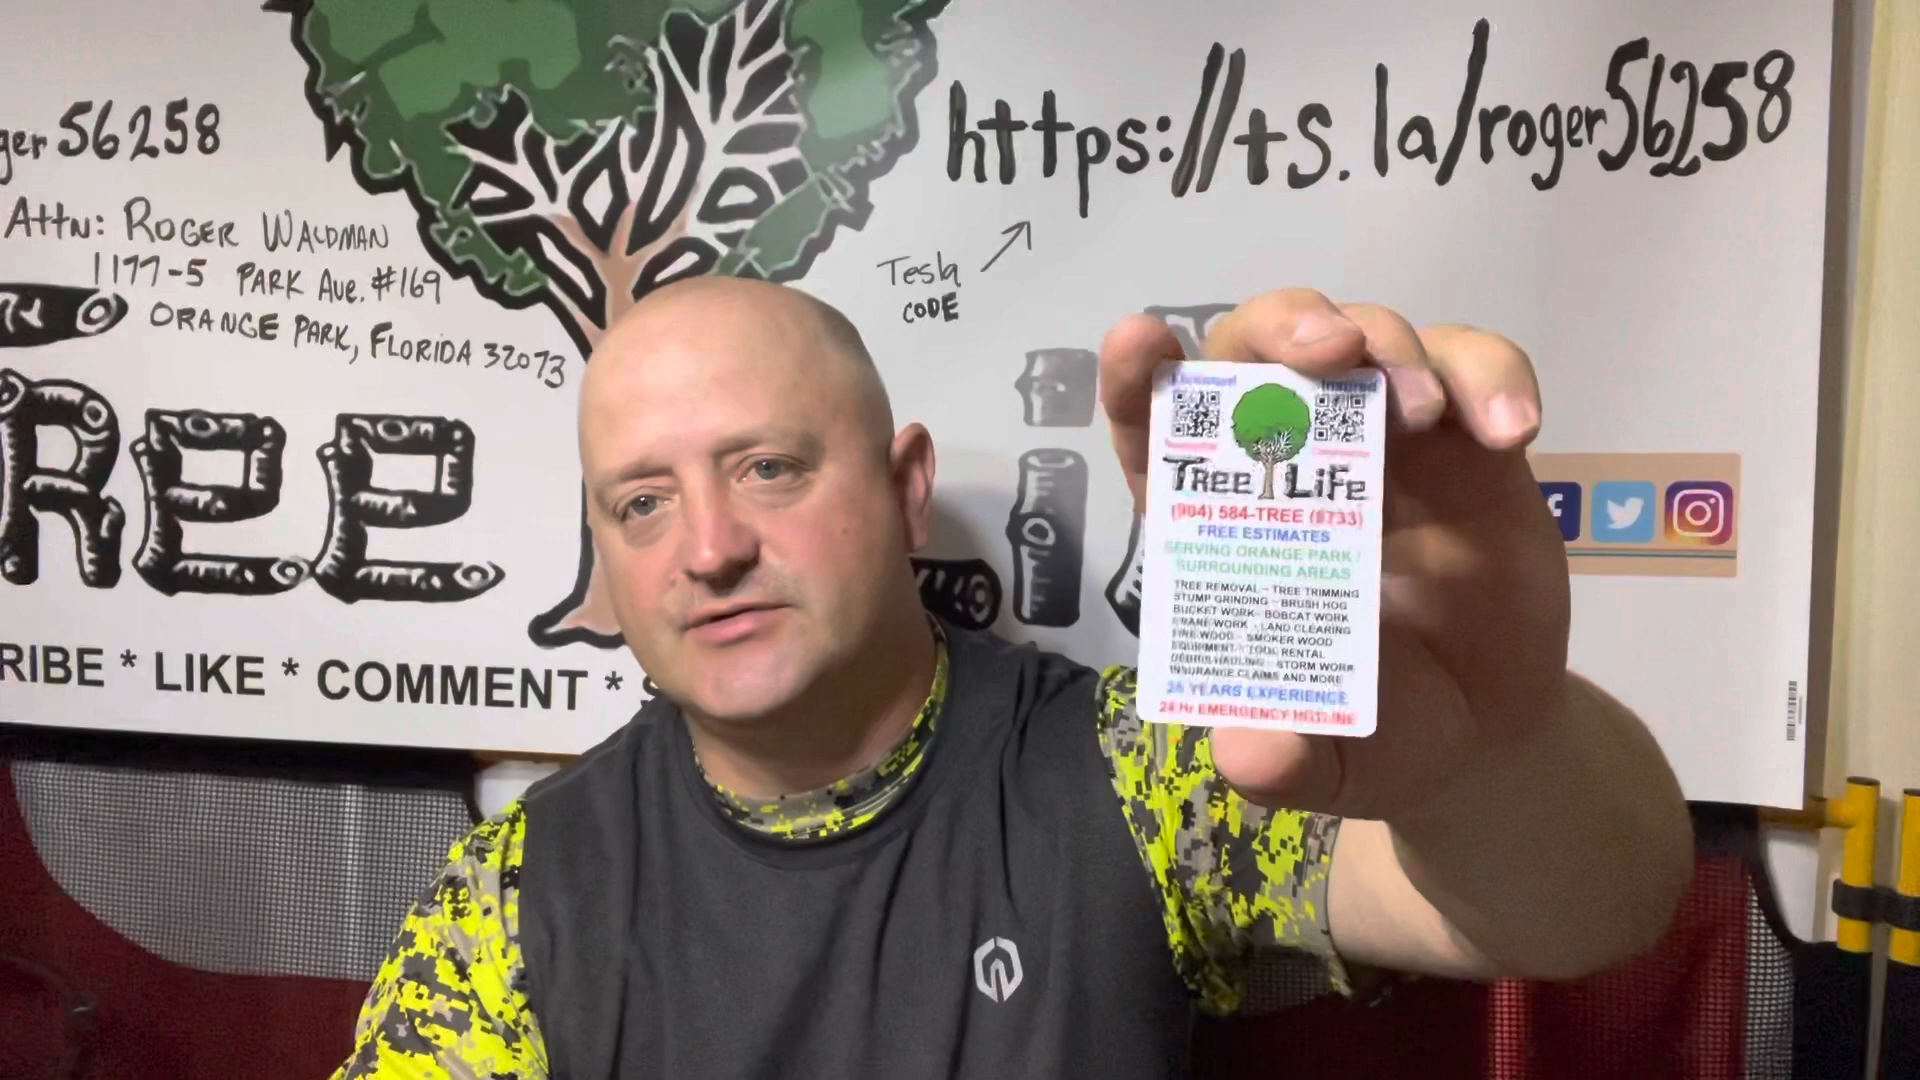 56258
Attn: Roger Waldman
1177-5 Park Ave. #169
Orange Park, Florida 32073
Ree
RIBE * LIKE * COMMENT *
https://ts.la/roger56258
Tesla
CODE
Insured
Tree Life
(904) 584-TREE (8733)
FREE ESTIMATES
SERVING ORANGE PARK /
SURROUNDING AREAS
TREE REMOVAL - TREE TRIMMING
STUMP GRINDING - BRUSH HOG
BUCKET WORK - BOBCAT WORK
CRANE WORK - LAND CLEARING
FIRE WOOD - SMOKER WOOD
EQUIPMENT / TOOL RENTAL
DEBRIS HAULING - STORM WORK
INSURANCE CLAIMS AND MORE
YEARS EXPERIENCE
24 Hr EMERGENCY HOTLINE